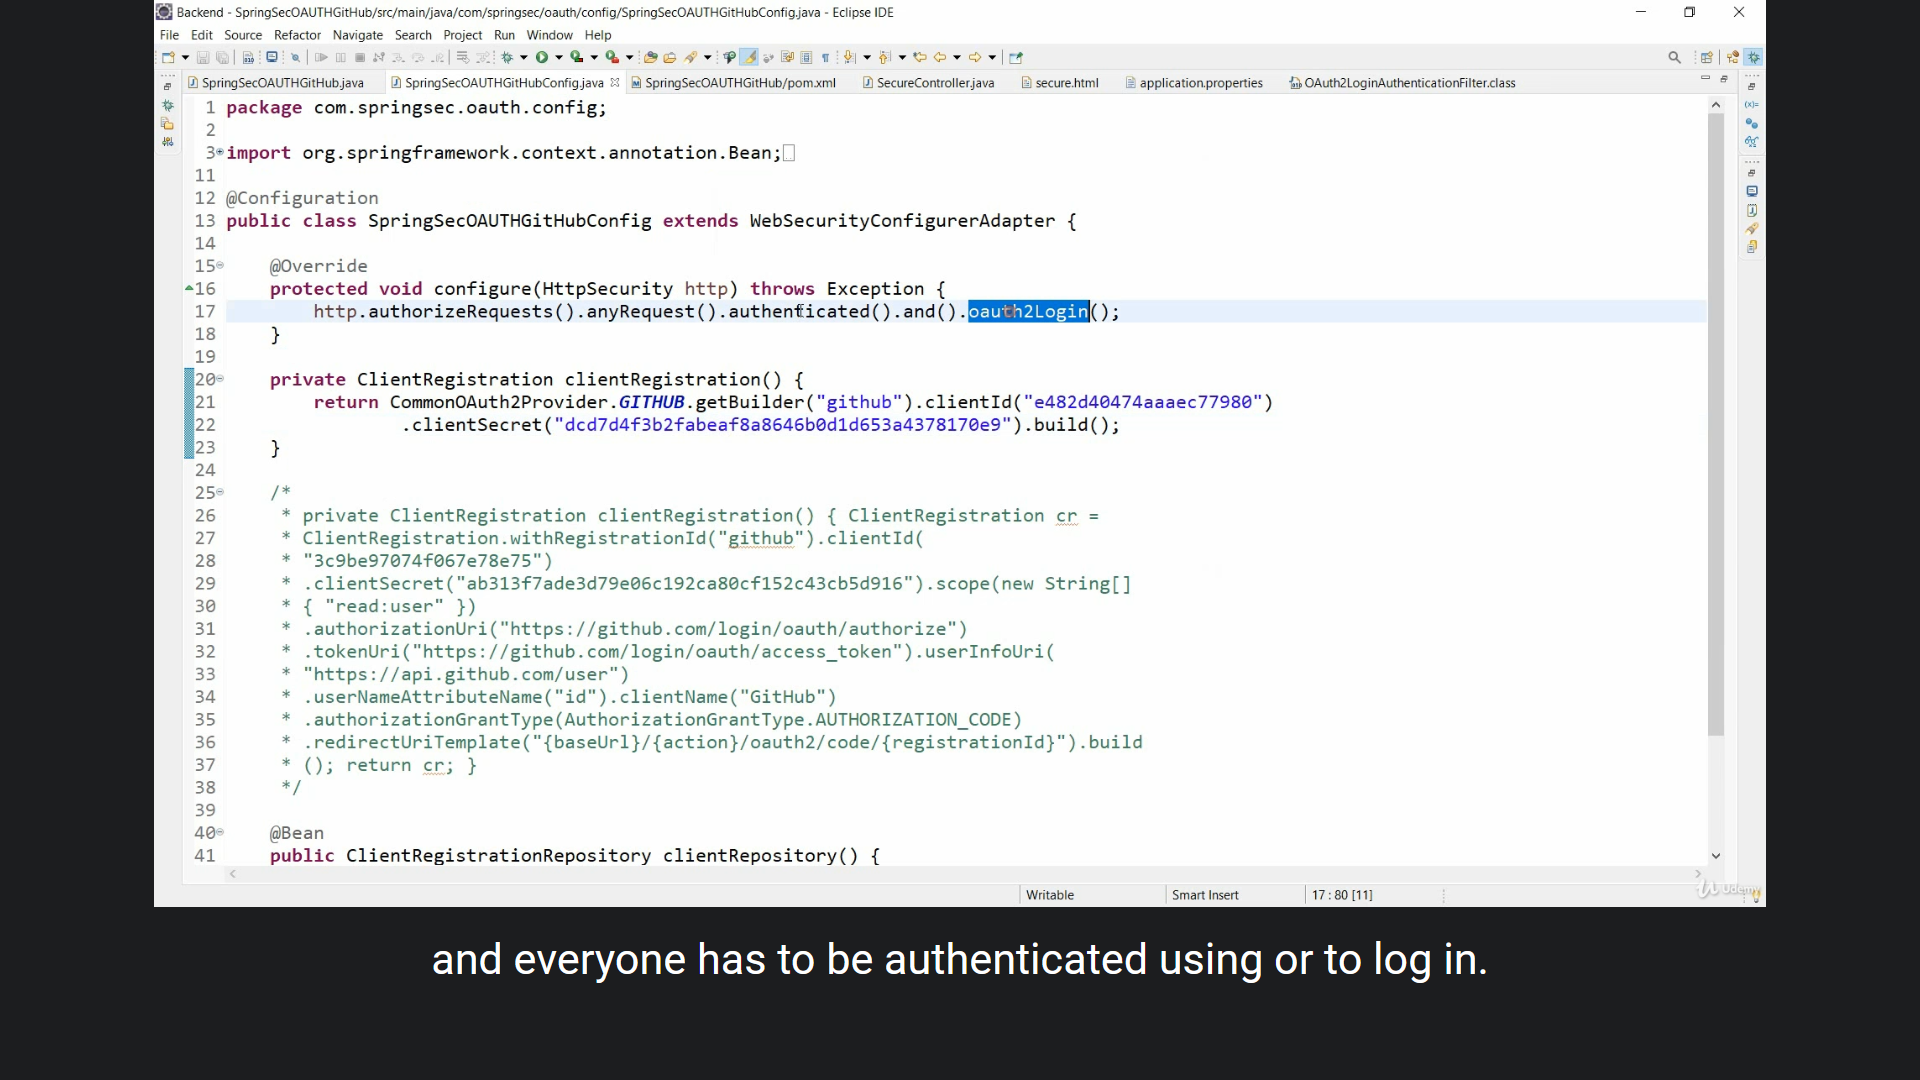 Backend - SpringSecOAUTHGitHub/src/main/java/com/springsec/oauth/config/SpringSecOAUTHGitHubConfig.java - Eclipse IDE
File Edit Source Refactor Navigate Search Project Run Window Help
SpringSecOAUTHGitHub.java SpringSecOAUTHGitHubConfig.java SpringSecOAUTHGitHub/pom.xml SecureController.java secure.html application.properties OAuth2LoginAuthenticationFilter.class
1 package com.springsec.oauth.config;
2
3 import org.springframework.context.annotation.Bean;
11
12 @Configuration
13 public class SpringSecOAUTHGitHubConfig extends WebSecurityConfigurerAdapter {
14
15 @Override
16 protected void configure(HttpSecurity http) throws Exception {
17 http.authorizeRequests().anyRequest().authenticated().and().oauth2Login();
18 }
19
20 private ClientRegistration clientRegistration() {
21 return CommonOAuth2Provider.GITHUB.getBuilder("github").clientId("e482d40474aaaec77980")
22 .clientSecret("dcd7d4f3b2fabeaf8a8646b0d1d653a4378170e9").build();
23 }
24
25 /*
26 * private ClientRegistration clientRegistration() { ClientRegistration cr =
27 * ClientRegistration.withRegistrationId("github").clientId(
28 * "3c9be97074f067e78e75")
29 * .clientSecret("ab313f7ade3d79e06c192ca80cf152c43cb5d916").scope(new String[]
30 * { "read:user" })
31 * .authorizationUri("https://github.com/login/oauth/authorize")
32 * .tokenUri("https://github.com/login/oauth/access_token").userInfoUri(
33 * "https://api.github.com/user")
34 * .userNameAttributeName("id").clientName("GitHub")
35 * .authorizationGrantType(AuthorizationGrantType.AUTHORIZATION_CODE)
36 * .redirectUriTemplate("{baseUrl}/{action}/oauth2/code/{registrationId}").build
37 * (); return cr; }
38 */
39
40 @Bean
41 public ClientRegistrationRepository clientRepository() {
Writable Smart Insert 17 : 80 [11]
Udemy
and everyone has to be authenticated using or to log in.